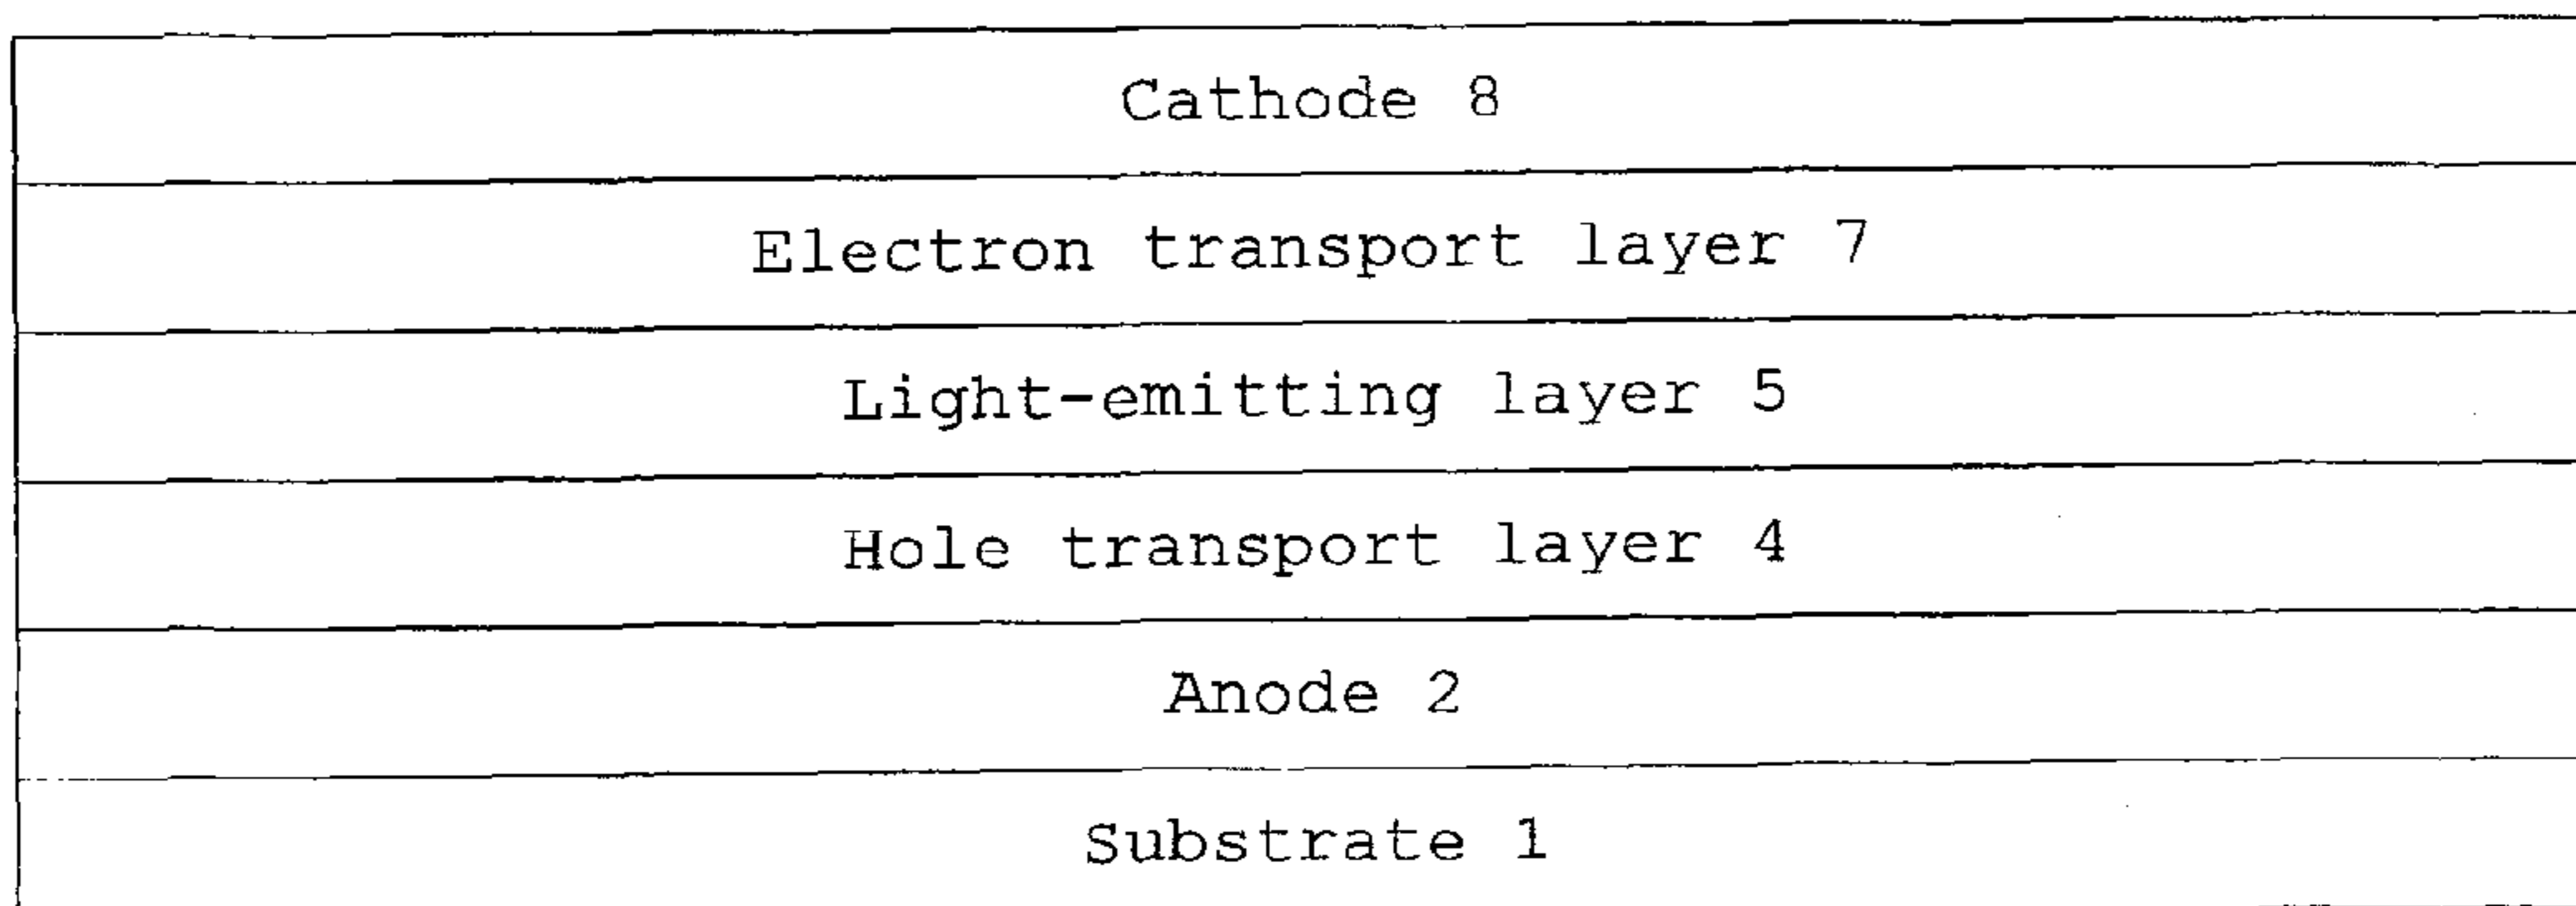 Cathode 8
Electron transport layer 7
Light-emitting layer 5
Hole transport layer 4
Anode 2
Substrate 1